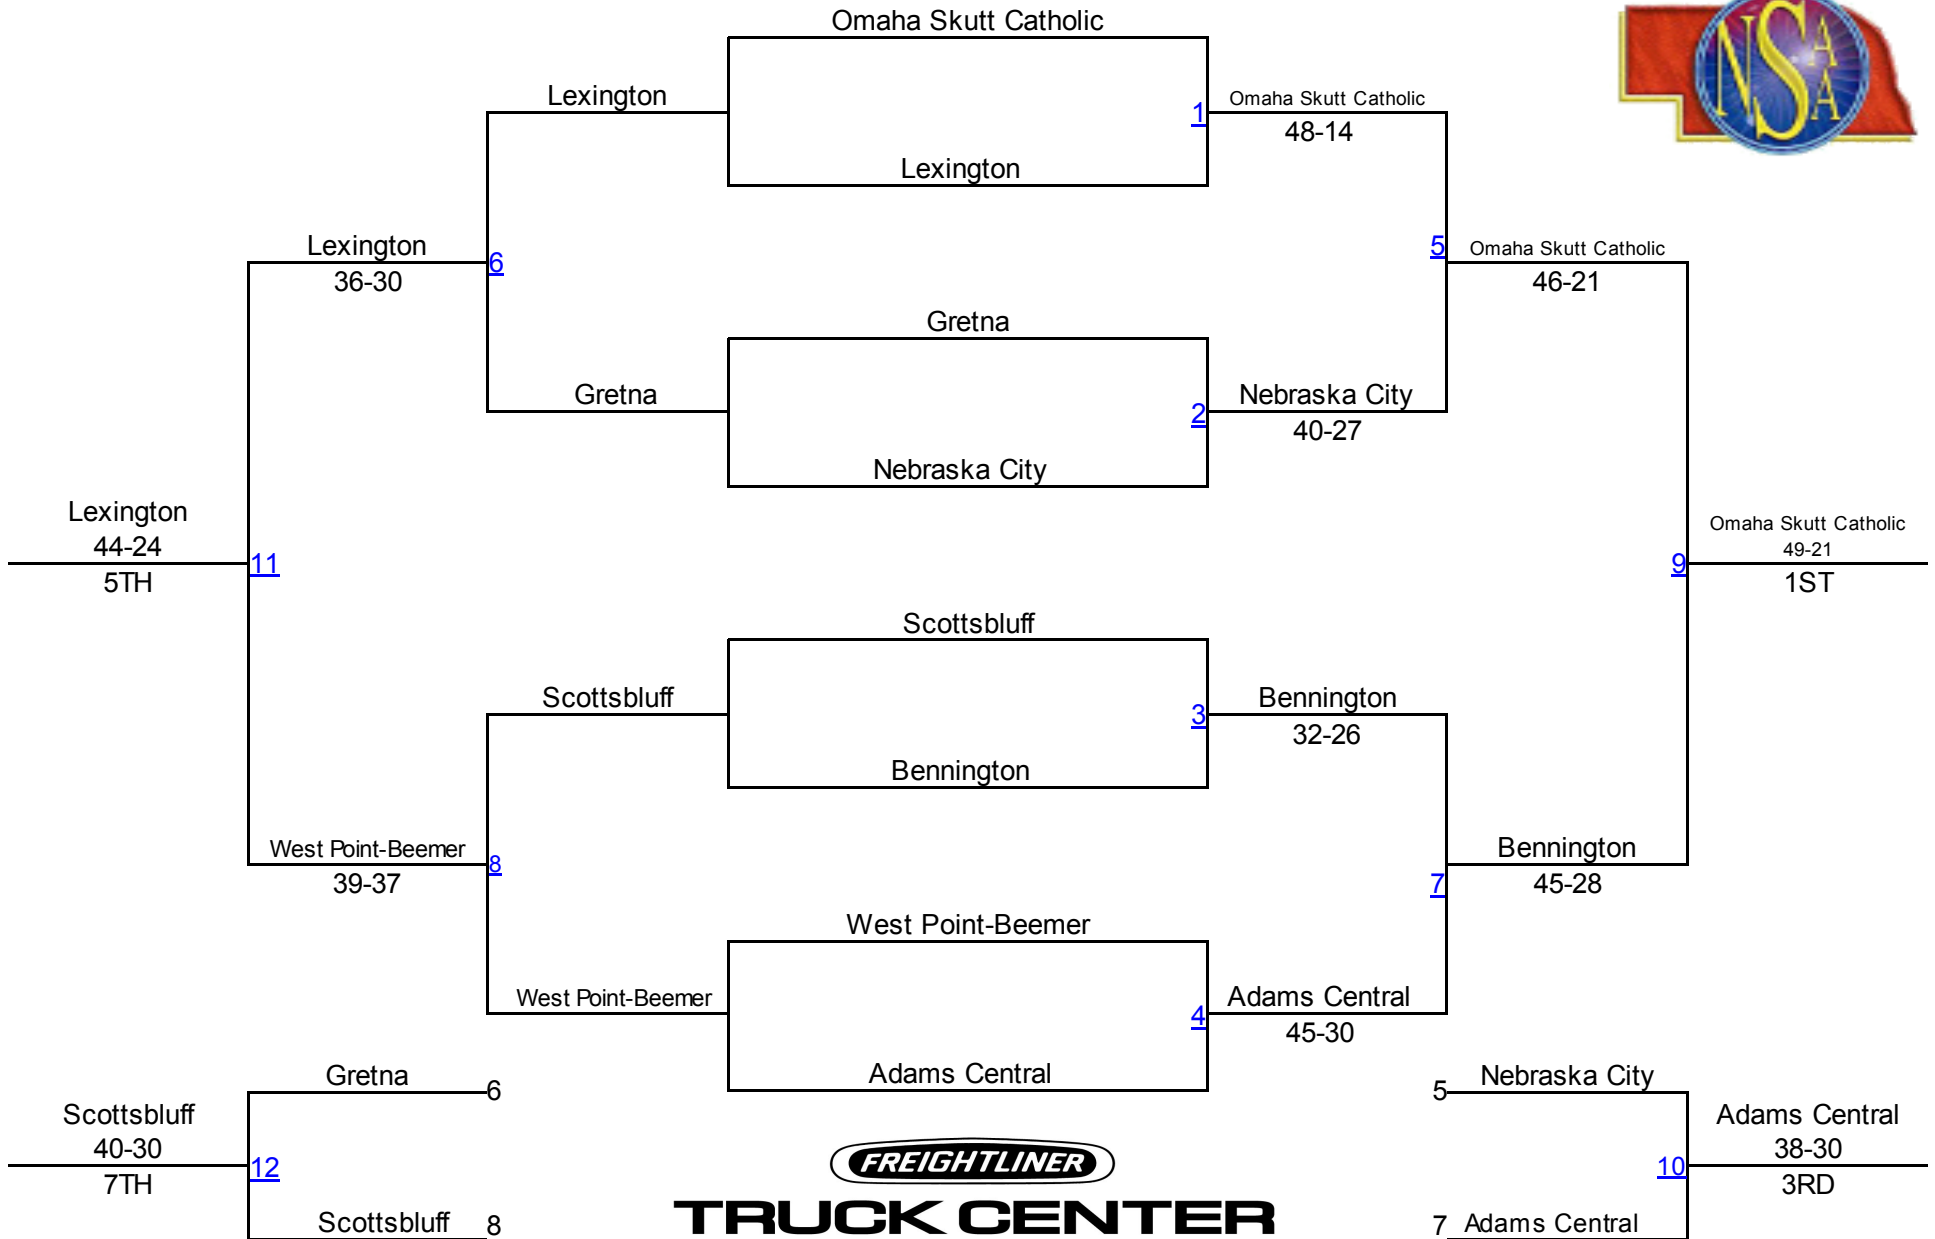 Omaha Skutt Catholic
NSAA
Lexington
1
Omaha Skutt Catholic
48-14
Lexington
Lexington
36-30
6
5
Omaha Skutt Catholic
46-21
Gretna
Gretna
2
Nebraska City
40-27
Nebraska City
Lexington
44-24
5TH
11
9
Omaha Skutt Catholic
49-21
1ST
Scottsbluff
Scottsbluff
3
Bennington
32-26
Bennington
West Point-Beemer
39-37
8
7
Bennington
45-28
West Point-Beemer
West Point-Beemer
4
Adams Central
45-30
Adams Central
Gretna
6
Scottsbluff
40-30
7TH
12
Scottsbluff
8
5
Nebraska City
10
Adams Central
38-30
3RD
7
Adams Central
FREIGHTLINER
TRUCK CENTER